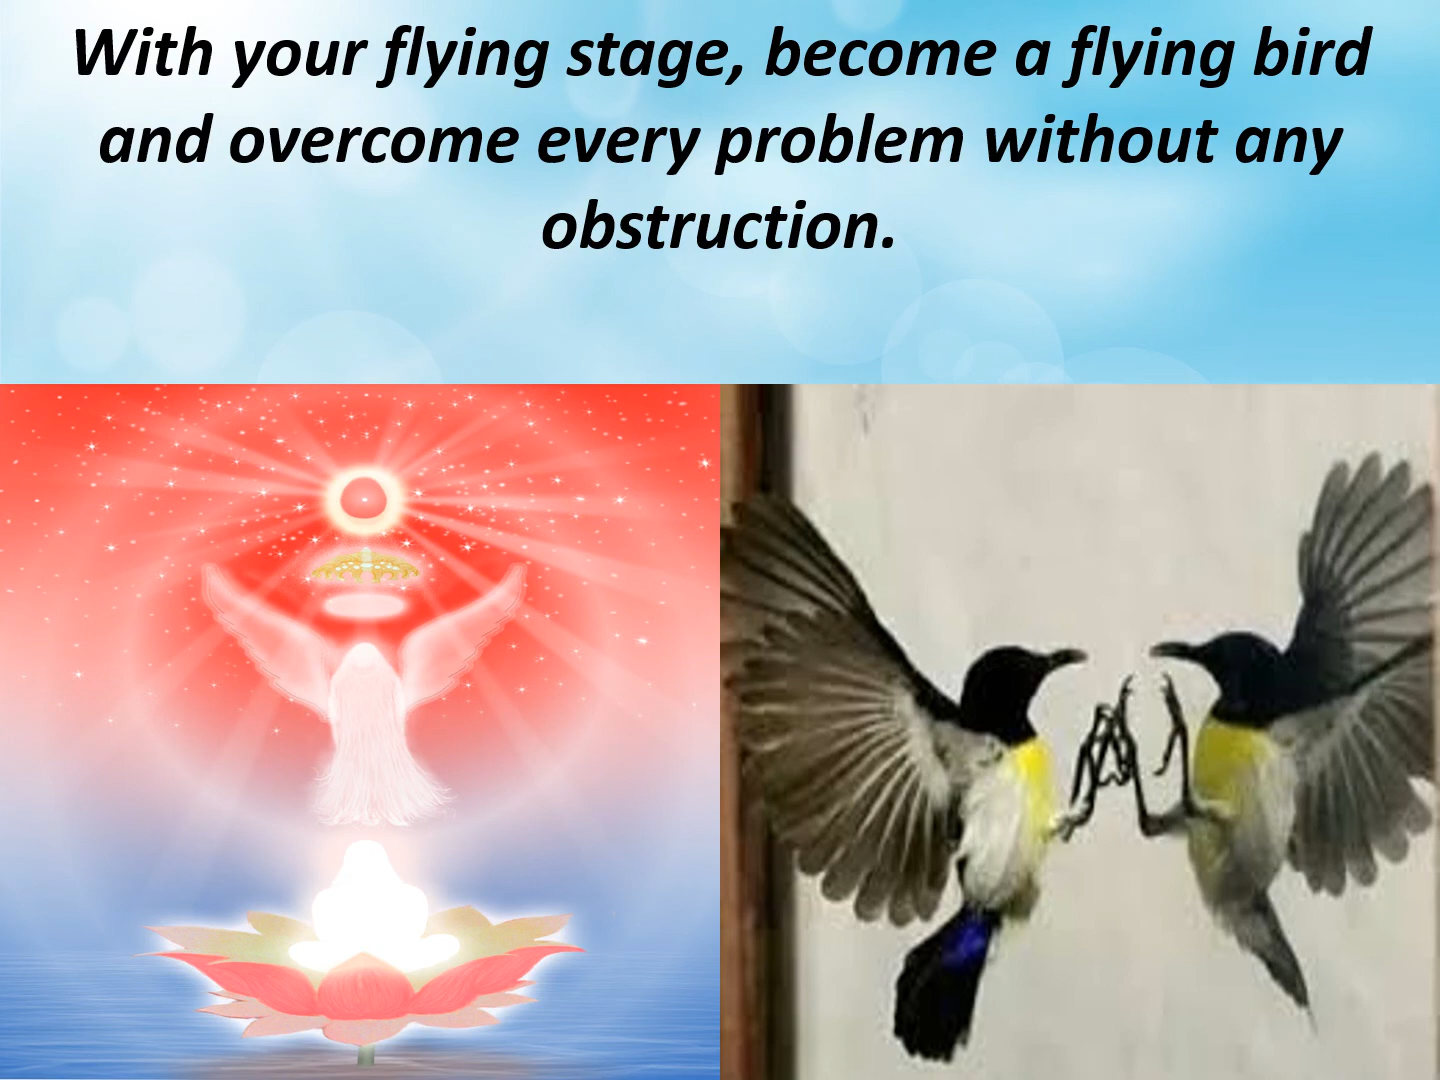 With your flying stage, become a flying bird
and overcome every problem without any
obstruction.